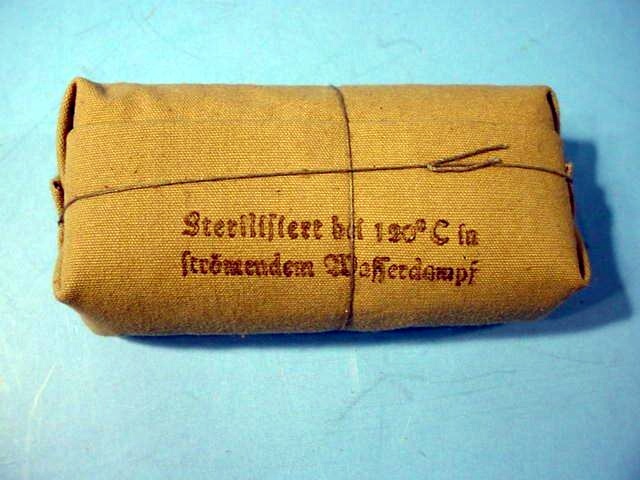 Sterilisiert bei 120° C in
strömendem Wasserdampf